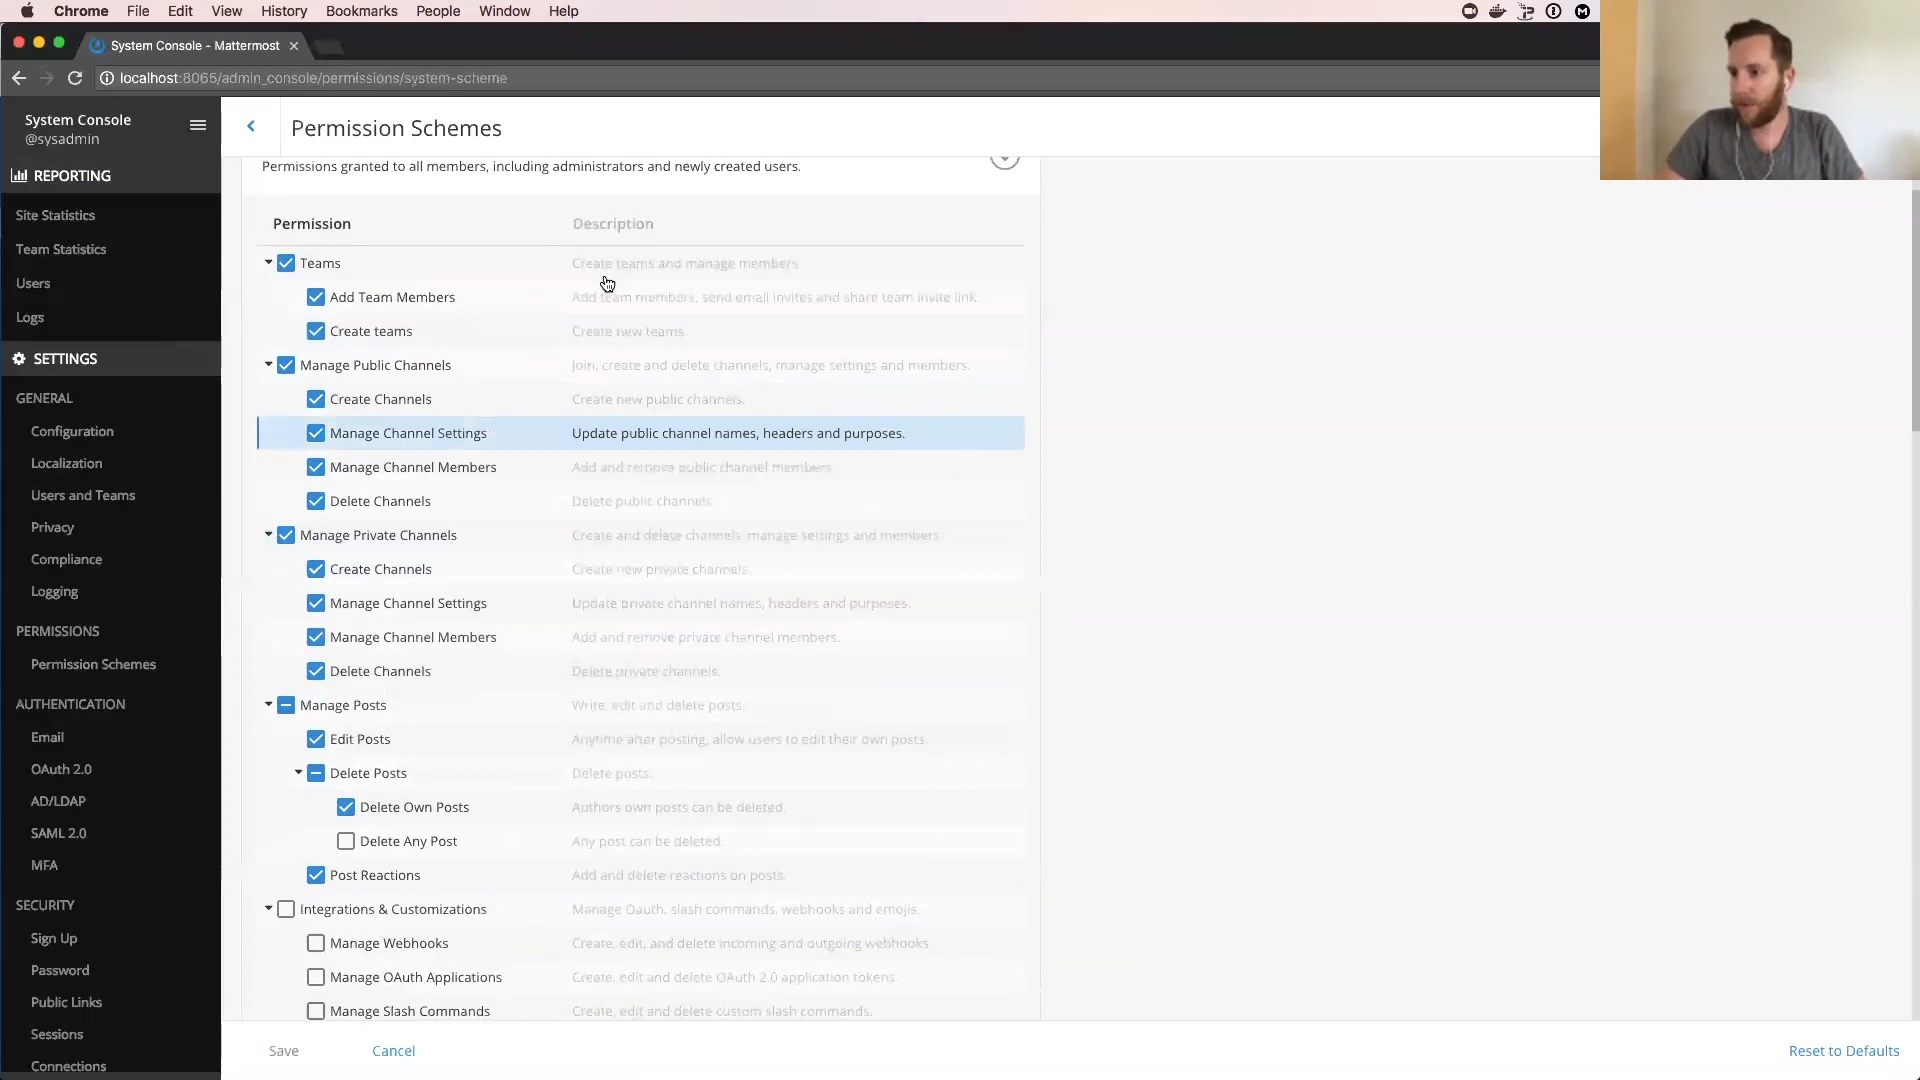 Chrome File Edit View History Bookmarks People Window Help
System Console - Mattermost
localhost:8065/admin_console/permissions/system-scheme
System Console
@sysadmin
REPORTING
Site Statistics
Team Statistics
Users
Logs
SETTINGS
GENERAL
Configuration
Localization
Users and Teams
Privacy
Compliance
Logging
PERMISSIONS
Permission Schemes
AUTHENTICATION
Email
OAuth 2.0
AD/LDAP
SAML 2.0
MFA
SECURITY
Sign Up
Password
Public Links
Sessions
Connections
Permission Schemes
Permissions granted to all members, including administrators and newly created users.
Permission Description
Teams Create teams and manage members
Add Team Members Add team members, send email invites and share team invite link.
Create teams Create new teams.
Manage Public Channels Join, create and delete channels, manage settings and members.
Create Channels Create new public channels.
Manage Channel Settings Update public channel names, headers and purposes.
Manage Channel Members Add and remove public channel members.
Delete Channels Delete public channels.
Manage Private Channels Create and delete channels, manage settings and members.
Create Channels Create new private channels.
Manage Channel Settings Update private channel names, headers and purposes.
Manage Channel Members Add and remove private channel members.
Delete Channels Delete private channels.
Manage Posts Write, edit and delete posts.
Edit Posts Anytime after posting, allow users to edit their own posts.
Delete Posts Delete posts.
Delete Own Posts Authors own posts can be deleted.
Delete Any Post Any post can be deleted.
Post Reactions Add and delete reactions on posts.
Integrations & Customizations Manage Oauth, slash commands, webhooks and emojis.
Manage Webhooks Create, edit, and delete incoming and outgoing webhooks
Manage OAuth Applications Create, edit and delete OAuth 2.0 application tokens.
Manage Slash Commands Create, edit and delete custom slash commands.
Save Cancel Reset to Defaults